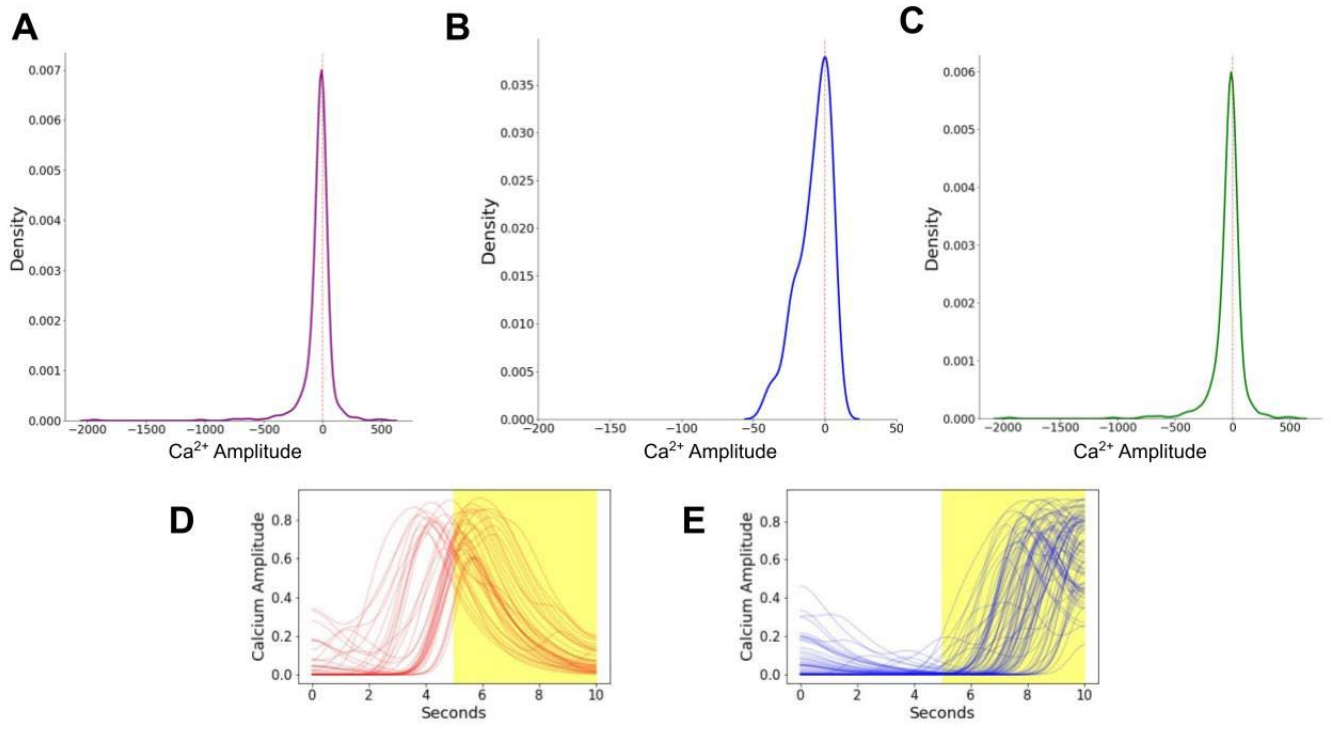 A
Density
0.007
0.006
0.005
0.004
0.003
0.002
0.001
0.000
−2000 −1500 −1000 −500 0 500
Ca²⁺ Amplitude
B
Density
0.035
0.030
0.025
0.020
0.015
0.010
0.005
0.000
−200 −150 −100 −50 0 50
Ca²⁺ Amplitude
C
Density
0.006
0.005
0.004
0.003
0.002
0.001
0.000
−2000 −1500 −1000 −500 0 500
Ca²⁺ Amplitude
D
Calcium Amplitude
0.8
0.6
0.4
0.2
0.0
0 2 4 6 8 10
Seconds
E
Calcium Amplitude
0.8
0.6
0.4
0.2
0.0
0 2 4 6 8 10
Seconds